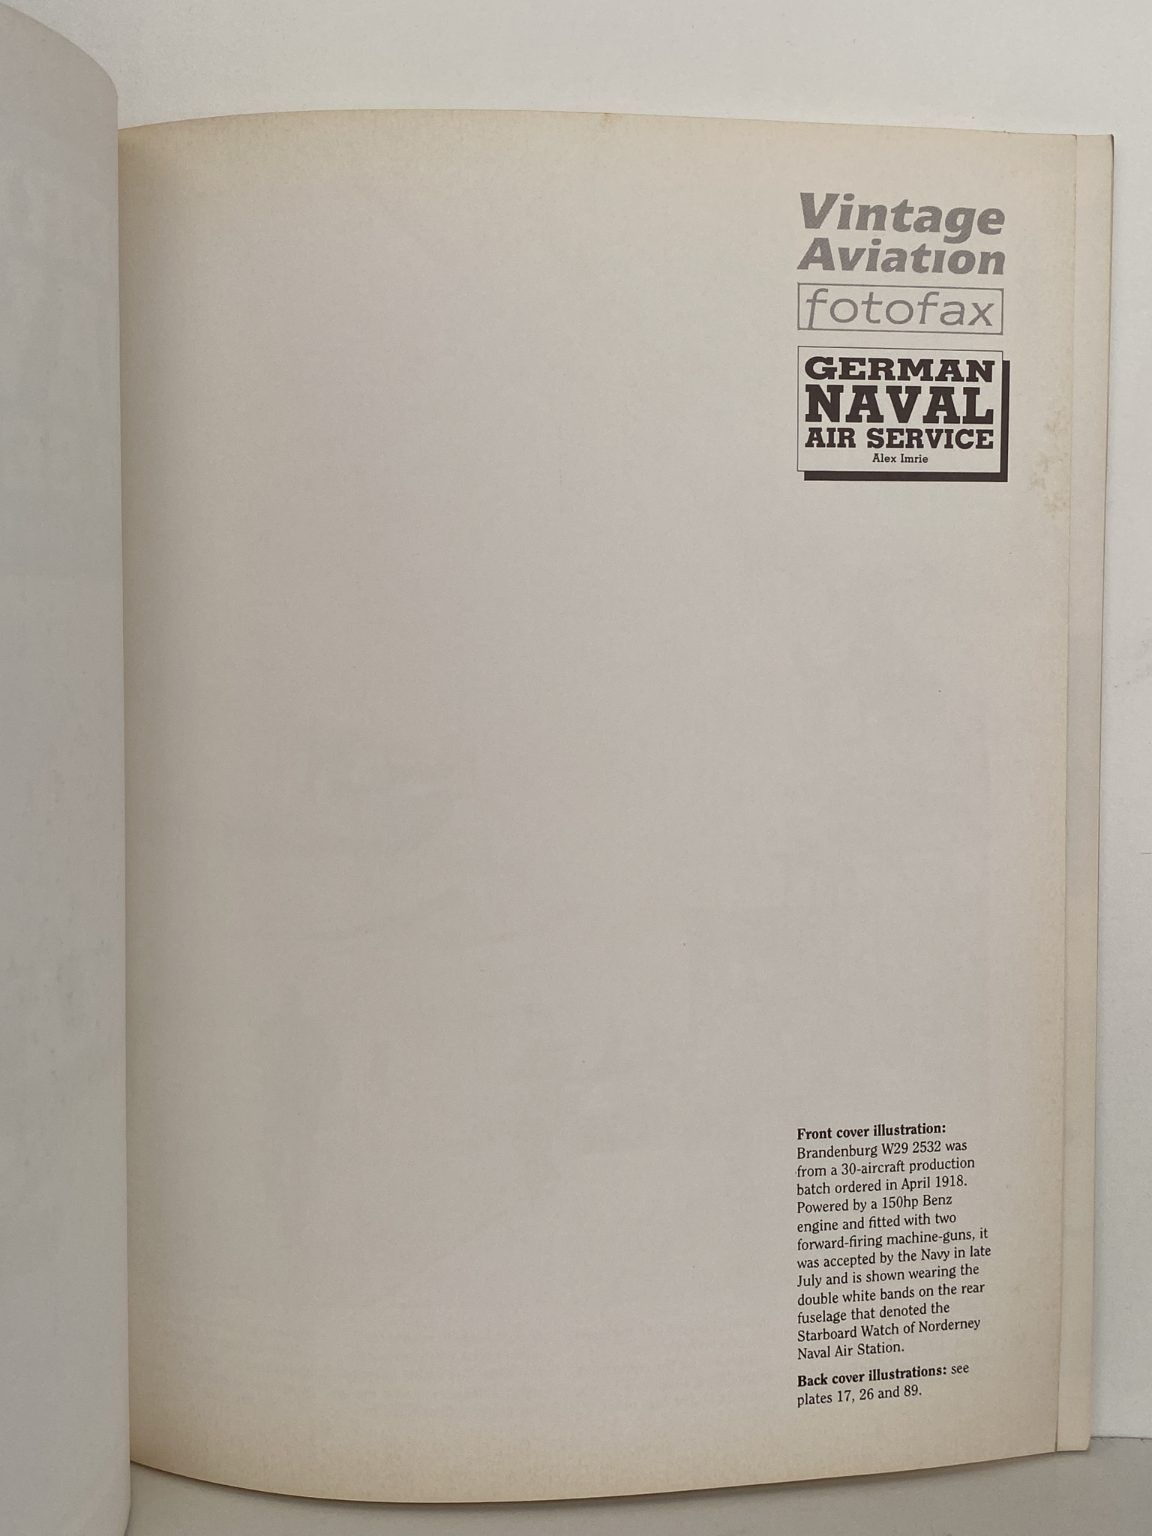 Vintage
Aviation
fotofax
GERMAN
NAVAL
AIR SERVICE
Alex Imrie
Front cover illustration:
Brandenburg W29 2532 was
from a 30-aircraft production
batch ordered in April 1918.
Powered by a 150hp Benz
engine and fitted with two
forward-firing machine-guns, it
was accepted by the Navy in late
July and is shown wearing the
double white bands on the rear
fuselage that denoted the
Starboard Watch of Norderney
Naval Air Station.
Back cover illustrations: see
plates 17, 26 and 89.